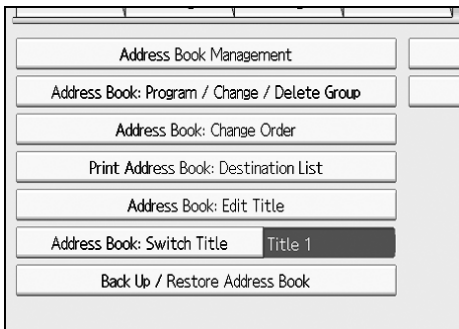 Address Book Management
Address Book: Program / Change / Delete Group
Address Book: Change Order
Print Address Book: Destination List
Address Book: Edit Title
Address Book: Switch Title Title 1
Back Up / Restore Address Book